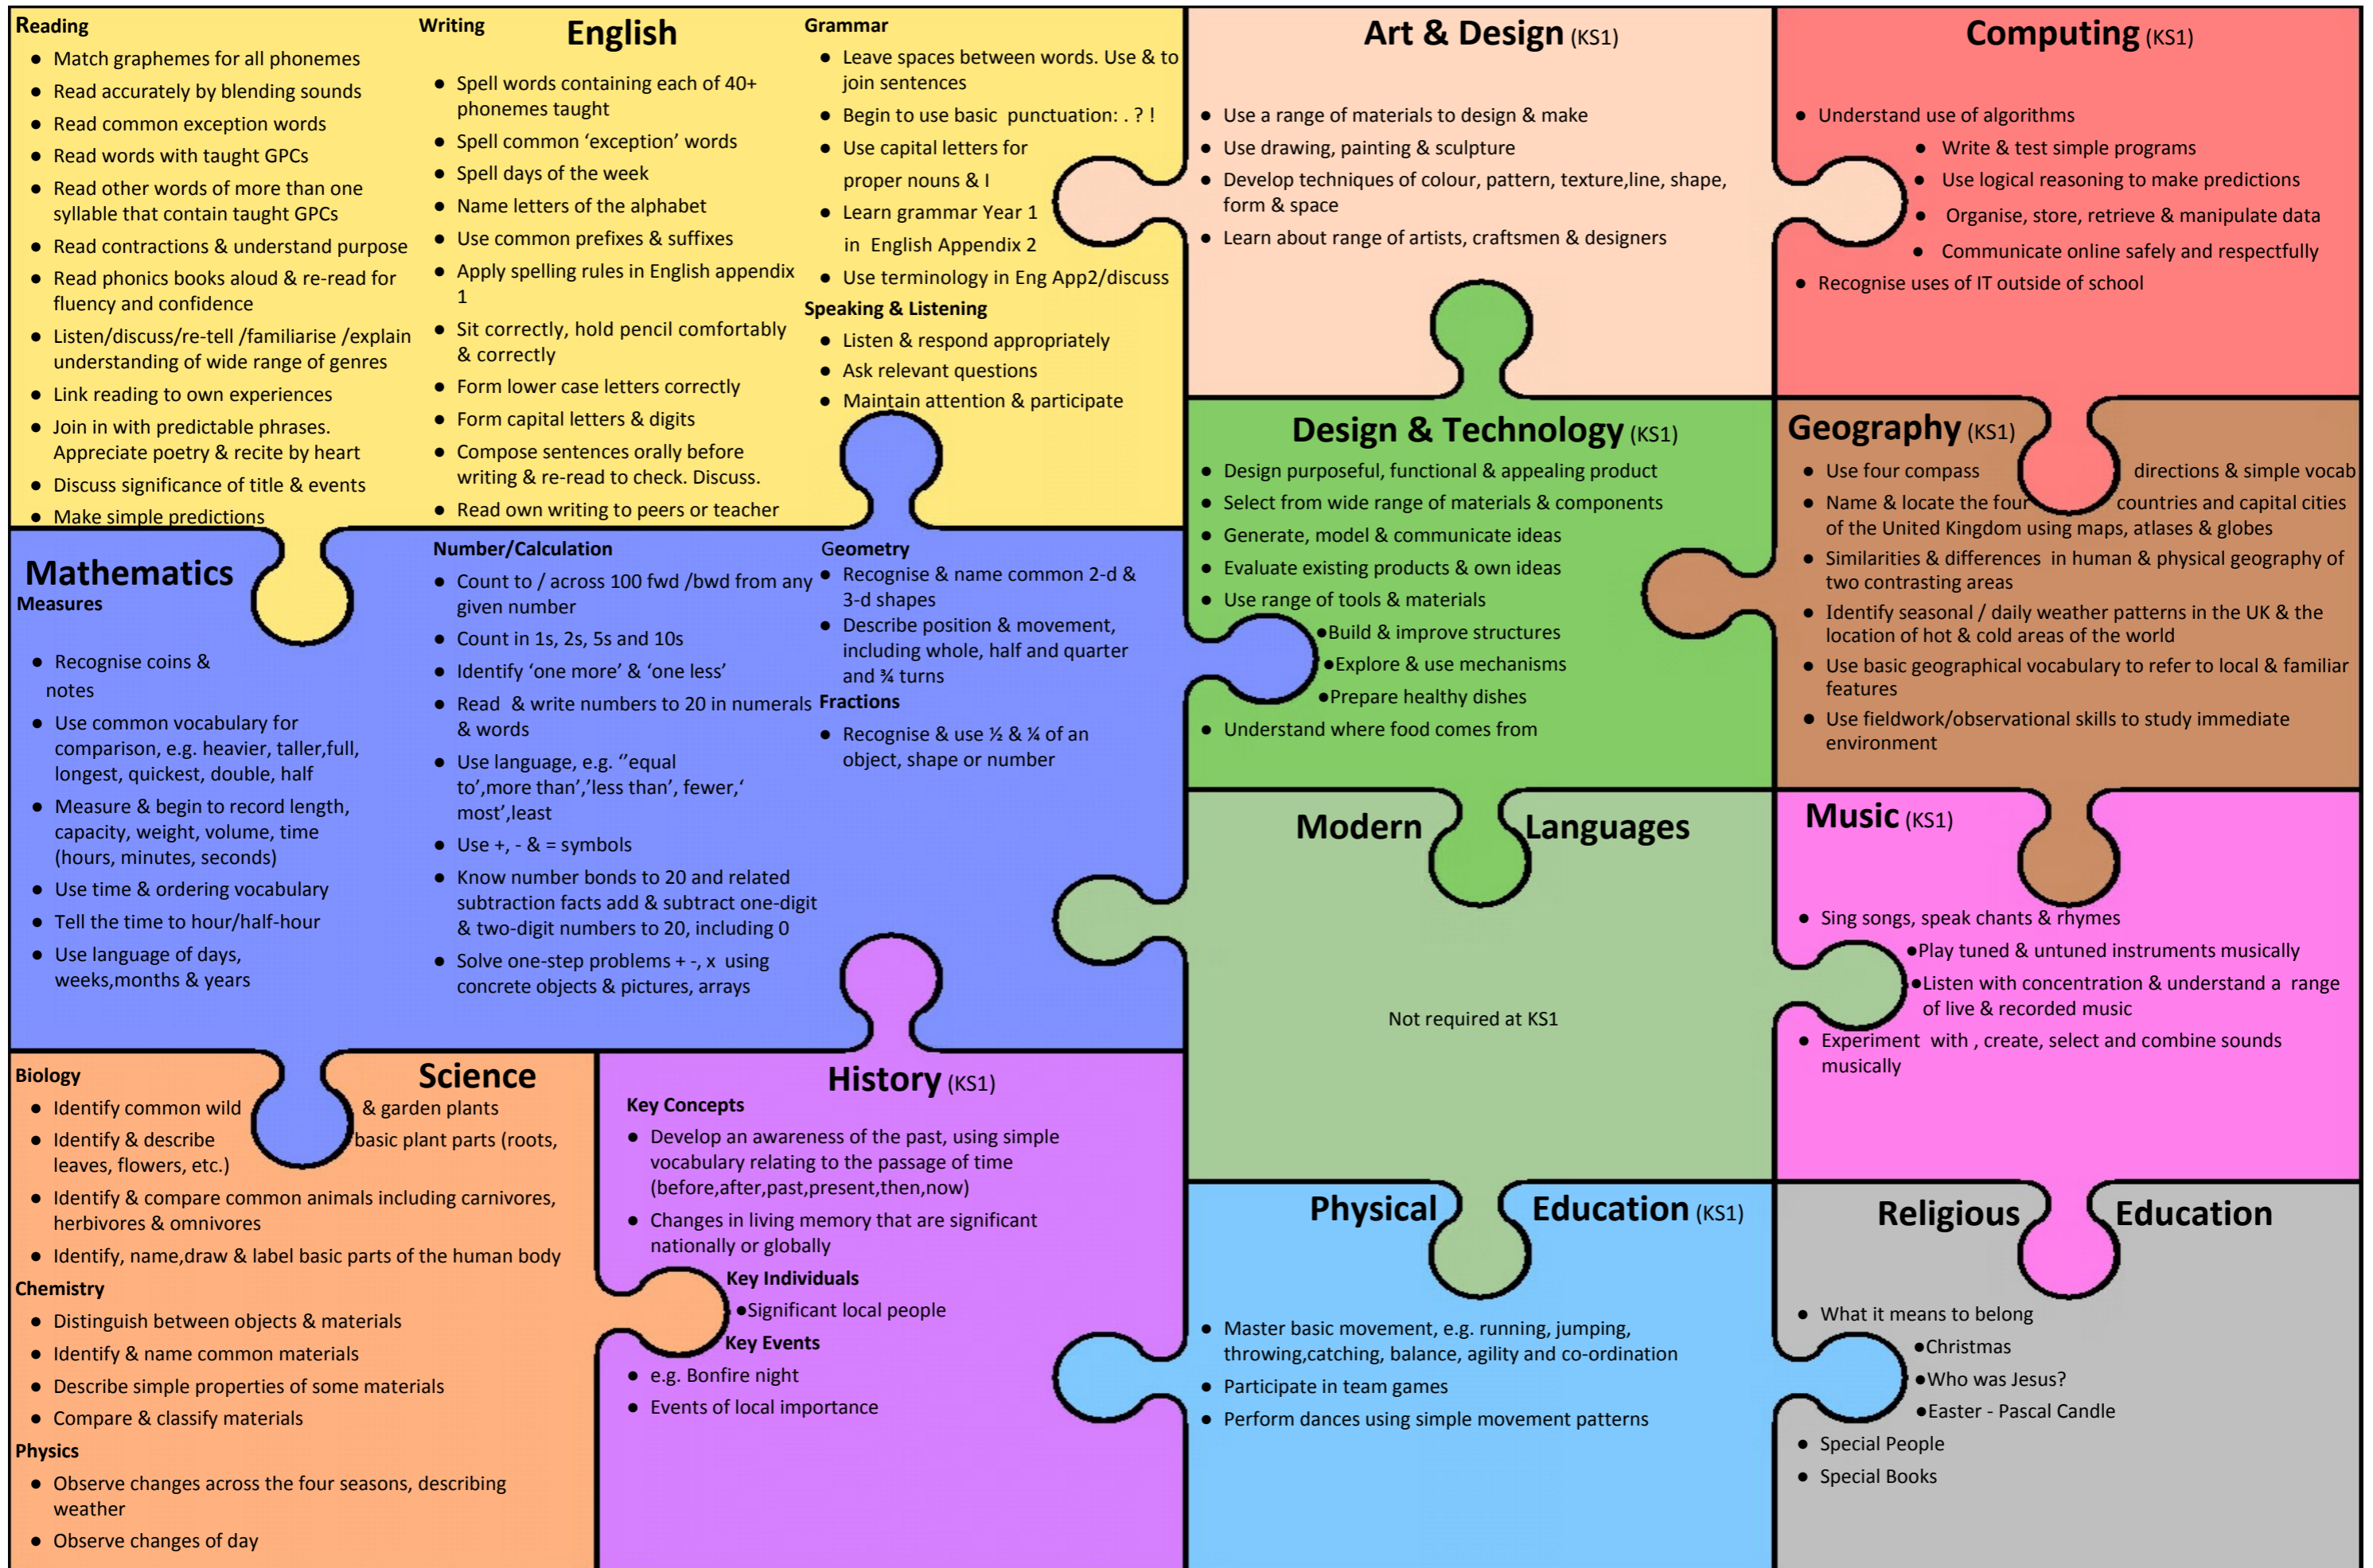 Reading
● Match graphemes for all phonemes
● Read accurately by blending sounds
● Read common exception words
● Read words with taught GPCs
● Read other words of more than one
syllable that contain taught GPCs
● Read contractions & understand purpose
● Read phonics books aloud & re-read for
fluency and confidence
● Listen/discuss/re-tell /familiarise /explain
understanding of wide range of genres
● Link reading to own experiences
● Join in with predictable phrases.
Appreciate poetry & recite by heart
● Discuss significance of title & events
● Make simple predictions
Writing
English
● Spell words containing each of 40+
phonemes taught
● Spell common ‘exception’ words
● Spell days of the week
● Name letters of the alphabet
● Use common prefixes & suffixes
● Apply spelling rules in English appendix
1
● Sit correctly, hold pencil comfortably
& correctly
● Form lower case letters correctly
● Form capital letters & digits
● Compose sentences orally before
writing & re-read to check. Discuss.
● Read own writing to peers or teacher
Grammar
● Leave spaces between words. Use & to
join sentences
● Begin to use basic punctuation: . ? !
● Use capital letters for
proper nouns & I
● Learn grammar Year 1
in English Appendix 2
● Use terminology in Eng App2/discuss
Speaking & Listening
● Listen & respond appropriately
● Ask relevant questions
● Maintain attention & participate
Art & Design (KS1)
● Use a range of materials to design & make
● Use drawing, painting & sculpture
● Develop techniques of colour, pattern, texture,line, shape,
form & space
● Learn about range of artists, craftsmen & designers
Computing (KS1)
● Understand use of algorithms
● Write & test simple programs
● Use logical reasoning to make predictions
● Organise, store, retrieve & manipulate data
● Communicate online safely and respectfully
● Recognise uses of IT outside of school
Design & Technology (KS1)
● Design purposeful, functional & appealing product
● Select from wide range of materials & components
● Generate, model & communicate ideas
● Evaluate existing products & own ideas
● Use range of tools & materials
●Build & improve structures
●Explore & use mechanisms
●Prepare healthy dishes
● Understand where food comes from
Geography (KS1)
● Use four compass directions & simple vocab
● Name & locate the four countries and capital cities
of the United Kingdom using maps, atlases & globes
● Similarities & differences in human & physical geography of
two contrasting areas
● Identify seasonal / daily weather patterns in the UK & the
location of hot & cold areas of the world
● Use basic geographical vocabulary to refer to local & familiar
features
● Use fieldwork/observational skills to study immediate
environment
Mathematics
Measures
● Recognise coins &
notes
● Use common vocabulary for
comparison, e.g. heavier, taller,full,
longest, quickest, double, half
● Measure & begin to record length,
capacity, weight, volume, time
(hours, minutes, seconds)
● Use time & ordering vocabulary
● Tell the time to hour/half-hour
● Use language of days,
weeks,months & years
Number/Calculation
● Count to / across 100 fwd /bwd from any
given number
● Count in 1s, 2s, 5s and 10s
● Identify ‘one more’ & ‘one less’
● Read & write numbers to 20 in numerals
& words
● Use language, e.g. ‘’equal
to’,more than’,’less than’, fewer,‘
most’,least
● Use +, - & = symbols
● Know number bonds to 20 and related
subtraction facts add & subtract one-digit
& two-digit numbers to 20, including 0
● Solve one-step problems + -, x using
concrete objects & pictures, arrays
Geometry
● Recognise & name common 2-d &
3-d shapes
● Describe position & movement,
including whole, half and quarter
and ¾ turns
Fractions
● Recognise & use ½ & ¼ of an
object, shape or number
Modern Languages
Not required at KS1
Music (KS1)
● Sing songs, speak chants & rhymes
●Play tuned & untuned instruments musically
●Listen with concentration & understand a range
of live & recorded music
● Experiment with , create, select and combine sounds
musically
Science
Biology
● Identify common wild & garden plants
● Identify & describe basic plant parts (roots,
leaves, flowers, etc.)
● Identify & compare common animals including carnivores,
herbivores & omnivores
● Identify, name,draw & label basic parts of the human body
Chemistry
● Distinguish between objects & materials
● Identify & name common materials
● Describe simple properties of some materials
● Compare & classify materials
Physics
● Observe changes across the four seasons, describing
weather
● Observe changes of day
History (KS1)
Key Concepts
● Develop an awareness of the past, using simple
vocabulary relating to the passage of time
(before,after,past,present,then,now)
● Changes in living memory that are significant
nationally or globally
Key Individuals
●Significant local people
Key Events
● e.g. Bonfire night
● Events of local importance
Physical Education (KS1)
● Master basic movement, e.g. running, jumping,
throwing,catching, balance, agility and co-ordination
● Participate in team games
● Perform dances using simple movement patterns
Religious Education
● What it means to belong
●Christmas
●Who was Jesus?
●Easter - Pascal Candle
● Special People
● Special Books